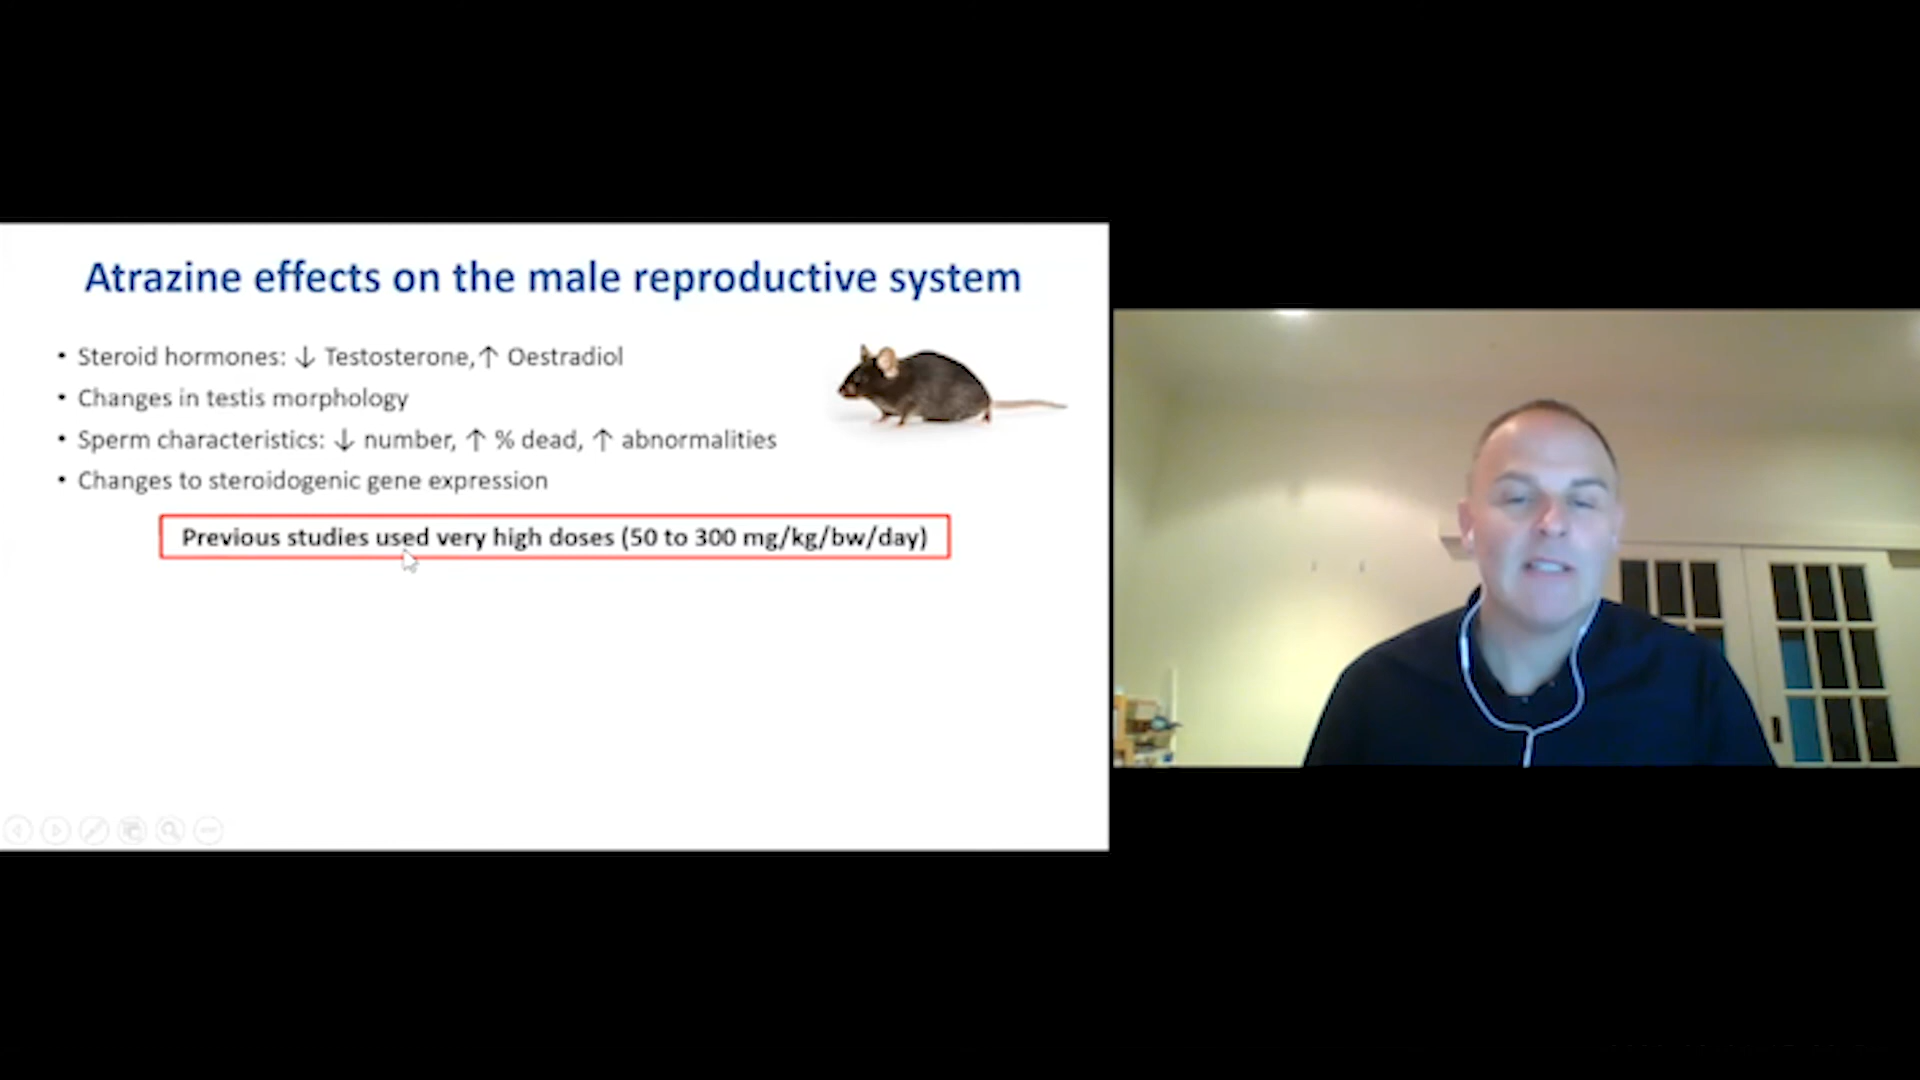 Atrazine effects on the male reproductive system
• Steroid hormones: ↓ Testosterone,↑ Oestradiol
• Changes in testis morphology
• Sperm characteristics: ↓ number, ↑ % dead, ↑ abnormalities
• Changes to steroidogenic gene expression
Previous studies used very high doses (50 to 300 mg/kg/bw/day)